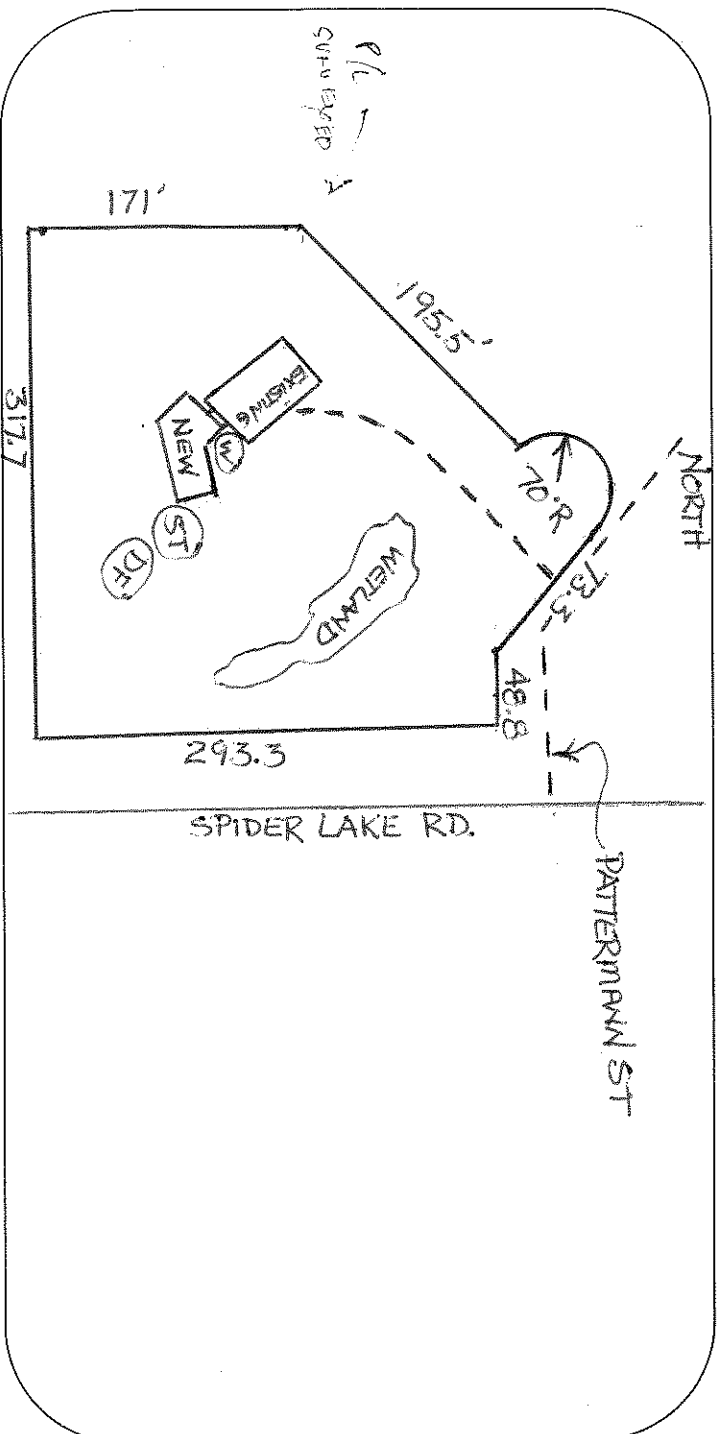 P/L
SURVEYED
171'
195.5'
NORTH
70'R
73.3
48.8
EXISTING
NEW
W
ST
DF
WETLAND
317.7
293.3
SPIDER LAKE RD.
PATTERMANN ST